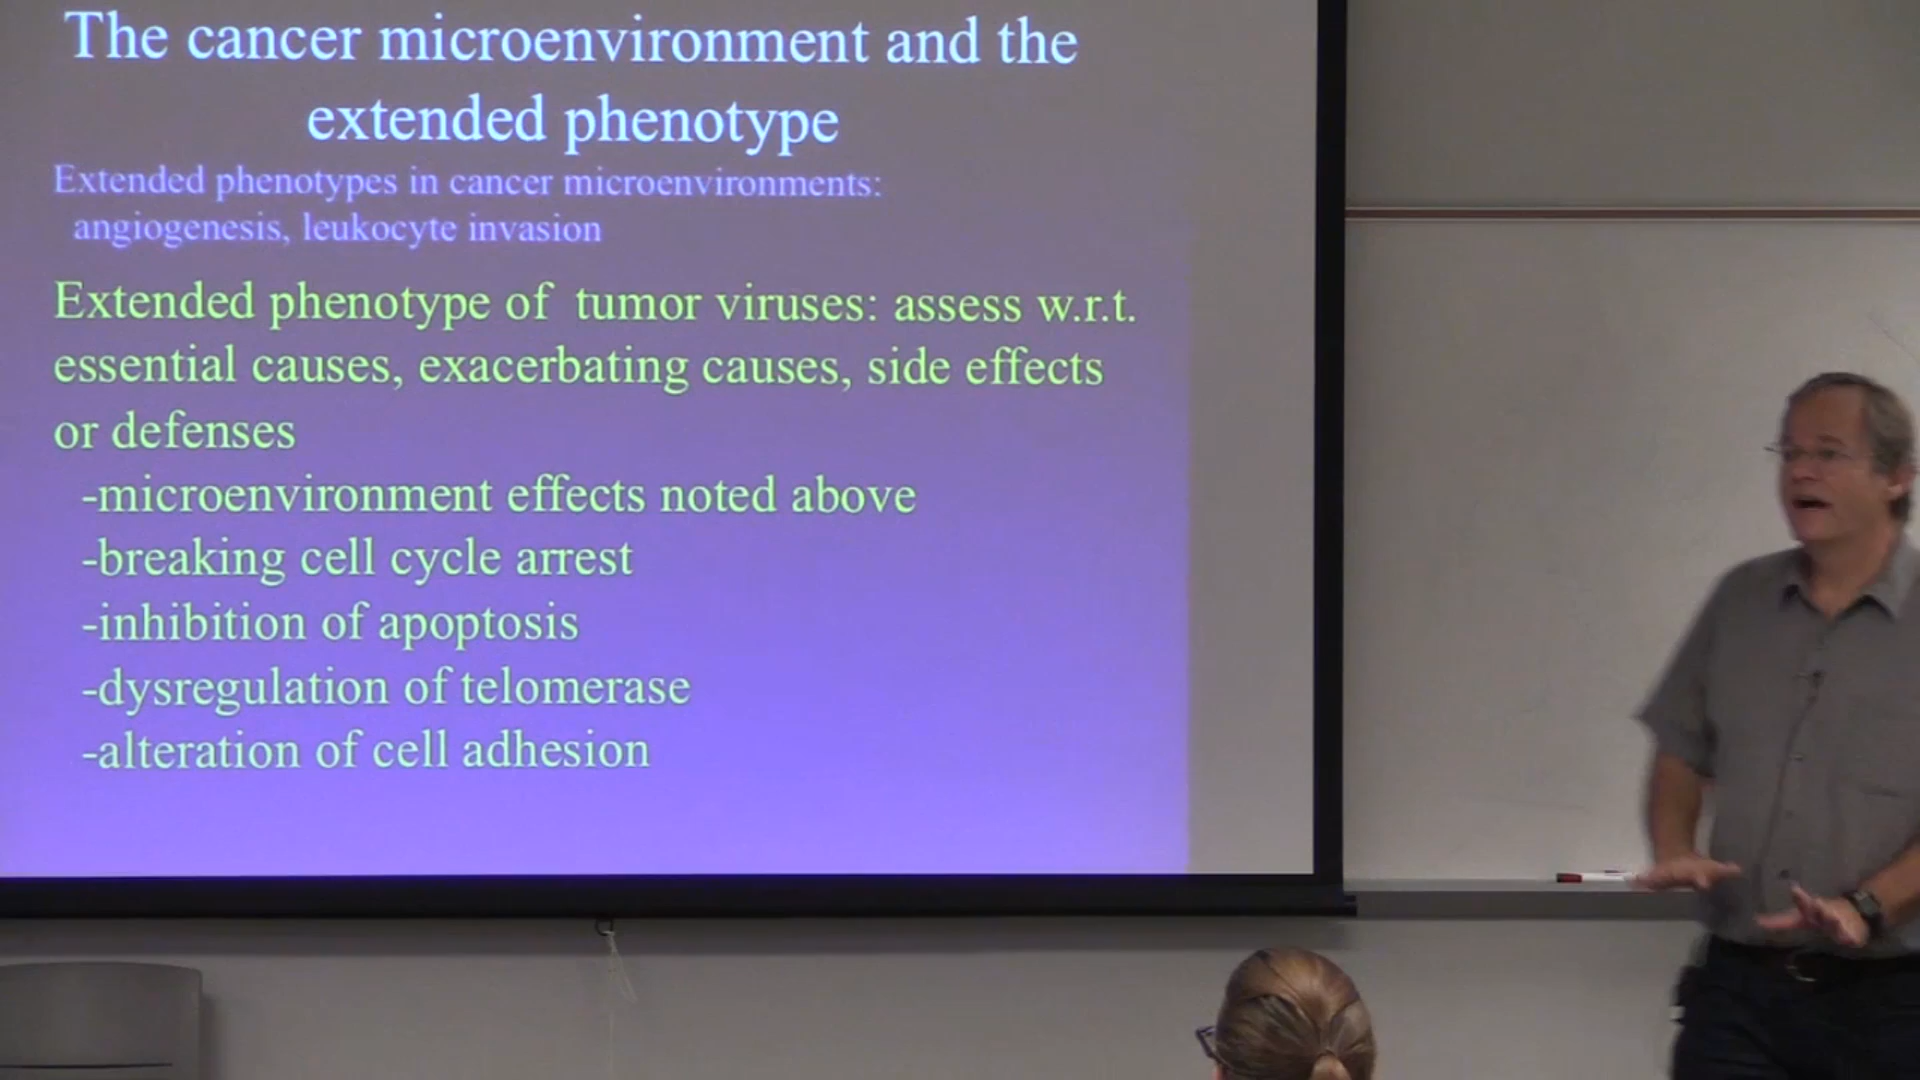 The cancer microenvironment and the
extended phenotype
Extended phenotypes in cancer microenvironments:
angiogenesis, leukocyte invasion
Extended phenotype of tumor viruses: assess w.r.t.
essential causes, exacerbating causes, side effects
or defenses
-microenvironment effects noted above
-breaking cell cycle arrest
-inhibition of apoptosis
-dysregulation of telomerase
-alteration of cell adhesion